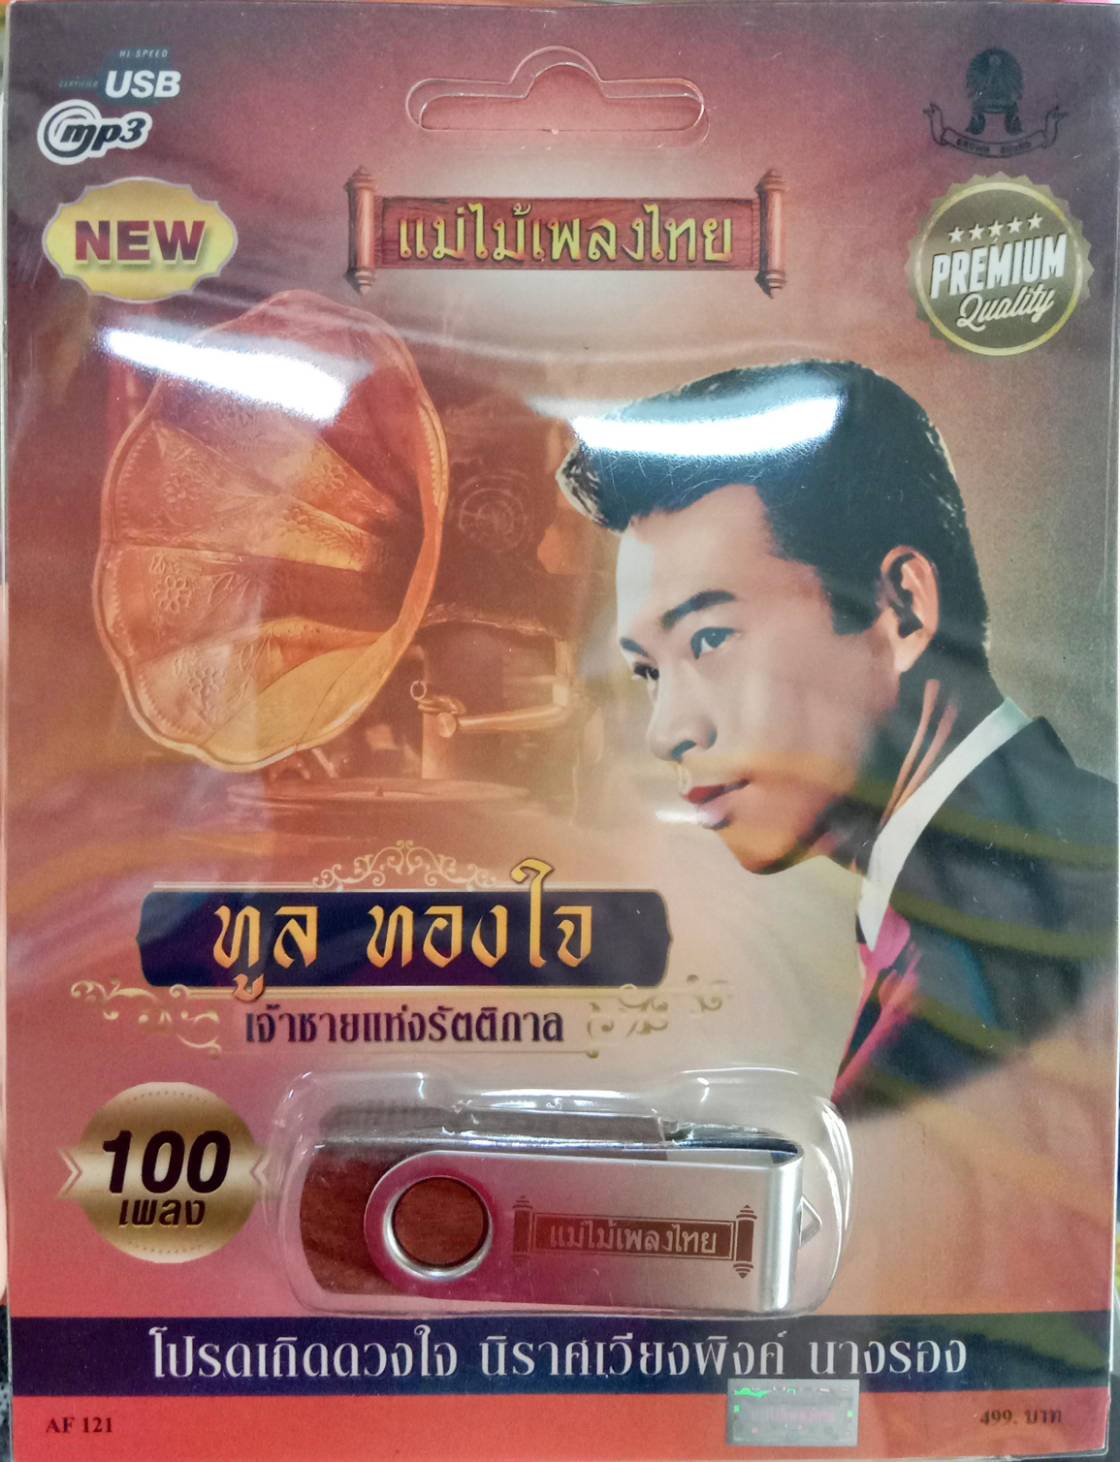 HI-SPEED
CERTIFIED USB
mp3
NEW
แม่ไม้เพลงไทย
PREMIUM
Quality
ทูล ทองใจ
เจ้าชายแห่งรัตติกาล
100
เพลง
แม่ไม้เพลงไทย
โปรดเถิดดวงใจ นิราศเวียงพิงค์ นางรอง
AF 121
499. บาท